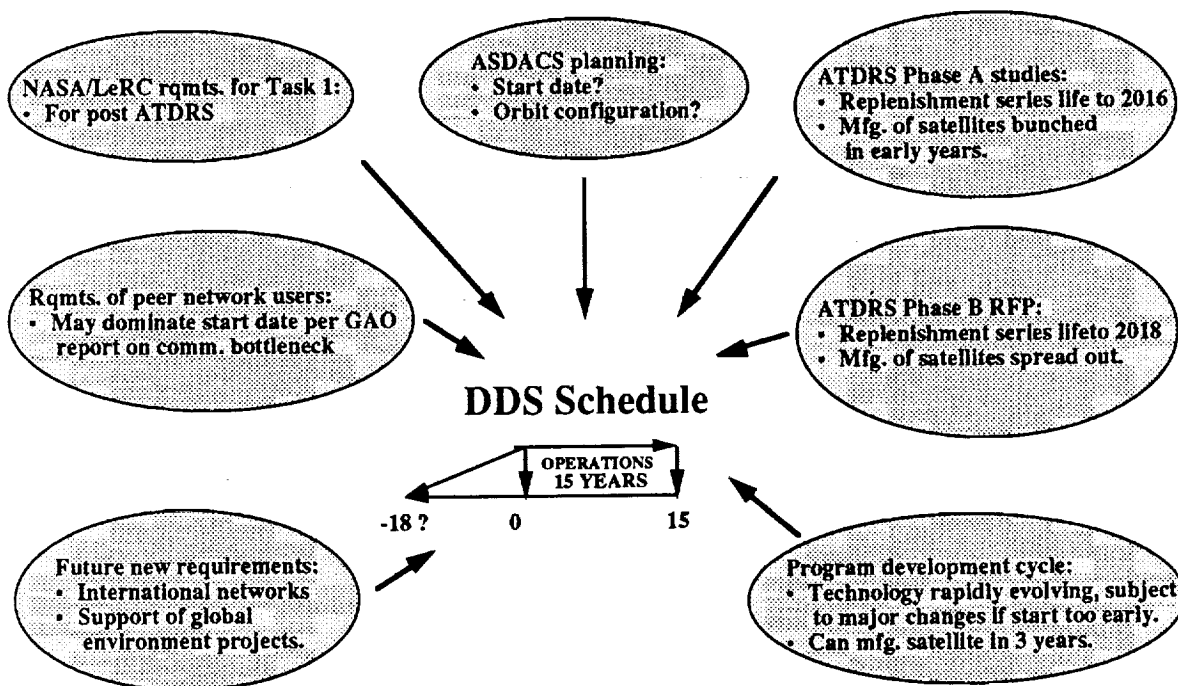 NASA/LeRC rqmts. for Task 1:
• For post ATDRS
ASDACS planning:
• Start date?
• Orbit configuration?
ATDRS Phase A studies:
• Replenishment series life to 2016
• Mfg. of satellites bunched
in early years.
Rqmts. of peer network users:
• May dominate start date per GAO
report on comm. bottleneck
ATDRS Phase B RFP:
• Replenishment series lifeto 2018
• Mfg. of satellites spread out.
DDS Schedule
OPERATIONS
15 YEARS
-18 ? 0 15
Future new requirements:
• International networks
• Support of global
environment projects.
Program development cycle:
• Technology rapidly evolving, subject
to major changes if start too early.
• Can mfg. satellite in 3 years.